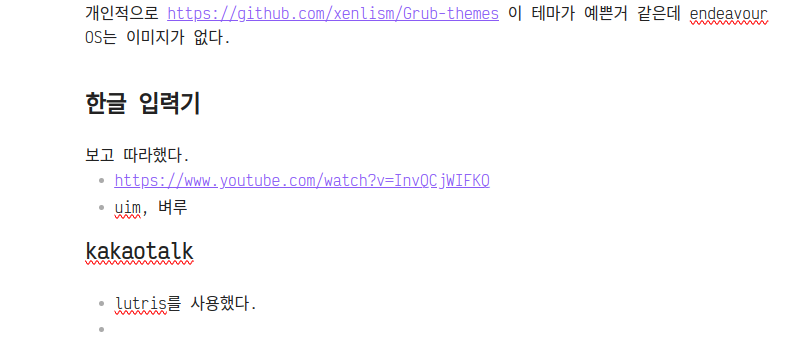 개인적으로 https://github.com/xenlism/Grub-themes 이 테마가 예쁜거 같은데 endeavour
OS는 이미지가 없다.
한글 입력기
보고 따라했다.
https://www.youtube.com/watch?v=InvQCjWIFKQ
uim, 벼루
kakaotalk
lutris를 사용했다.